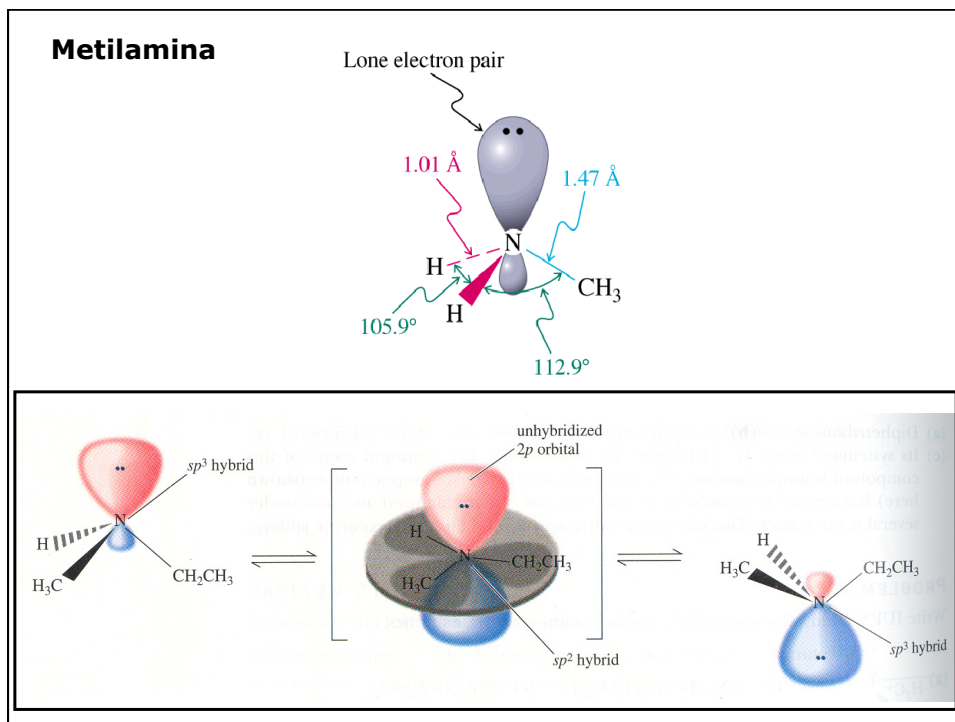 Metilamina
Lone electron pair
1.01 Å
1.47 Å
N
H
CH₃
H
105.9°
112.9°
unhybridized
2p orbital
sp³ hybrid
N
H
H₃C
CH₂CH₃
H
N
CH₂CH₃
H₃C
sp² hybrid
H
H₃C
CH₂CH₃
N
sp³ hybrid